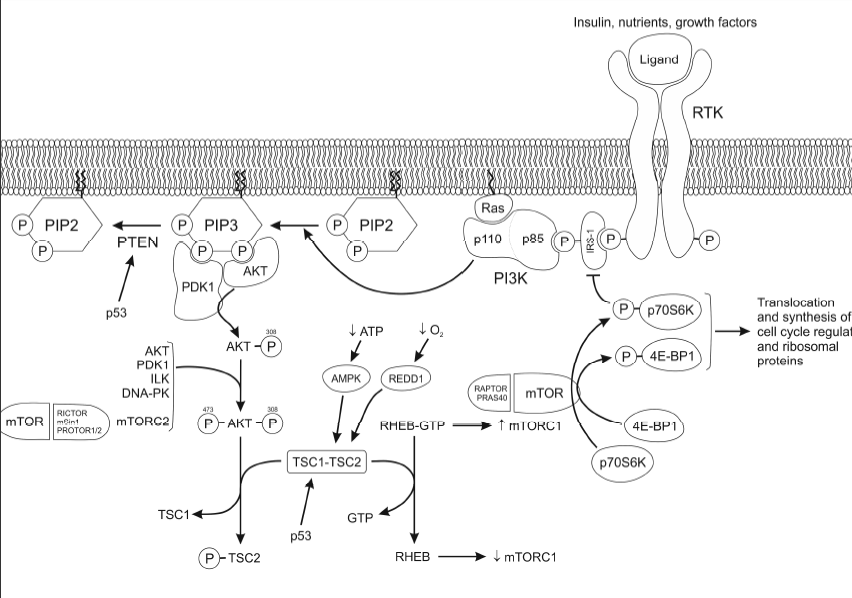 Insulin, nutrients, growth factors
Ligand
RTK
Ras
P PIP2
P
PTEN
P PIP3
P P
P PIP2
P
p110 p85 P IRS-1 P P
PI3K
PDK1 AKT
p53
AKT P 308
AKT
PDK1
ILK
DNA-PK
mTORC2
mTOR RICTOR
mSin1
PROTOR1/2
473 308
P AKT P
↓ ATP
↓ O2
AMPK
REDD1
RHEB-GTP
↑ mTORC1
RAPTOR
PRAS40
mTOR
P p70S6K
P 4E-BP1
4E-BP1
p70S6K
Translocation
and synthesis of
cell cycle regulat
and ribosomal
proteins
TSC1-TSC2
TSC1
GTP
p53
P TSC2
RHEB
↓ mTORC1